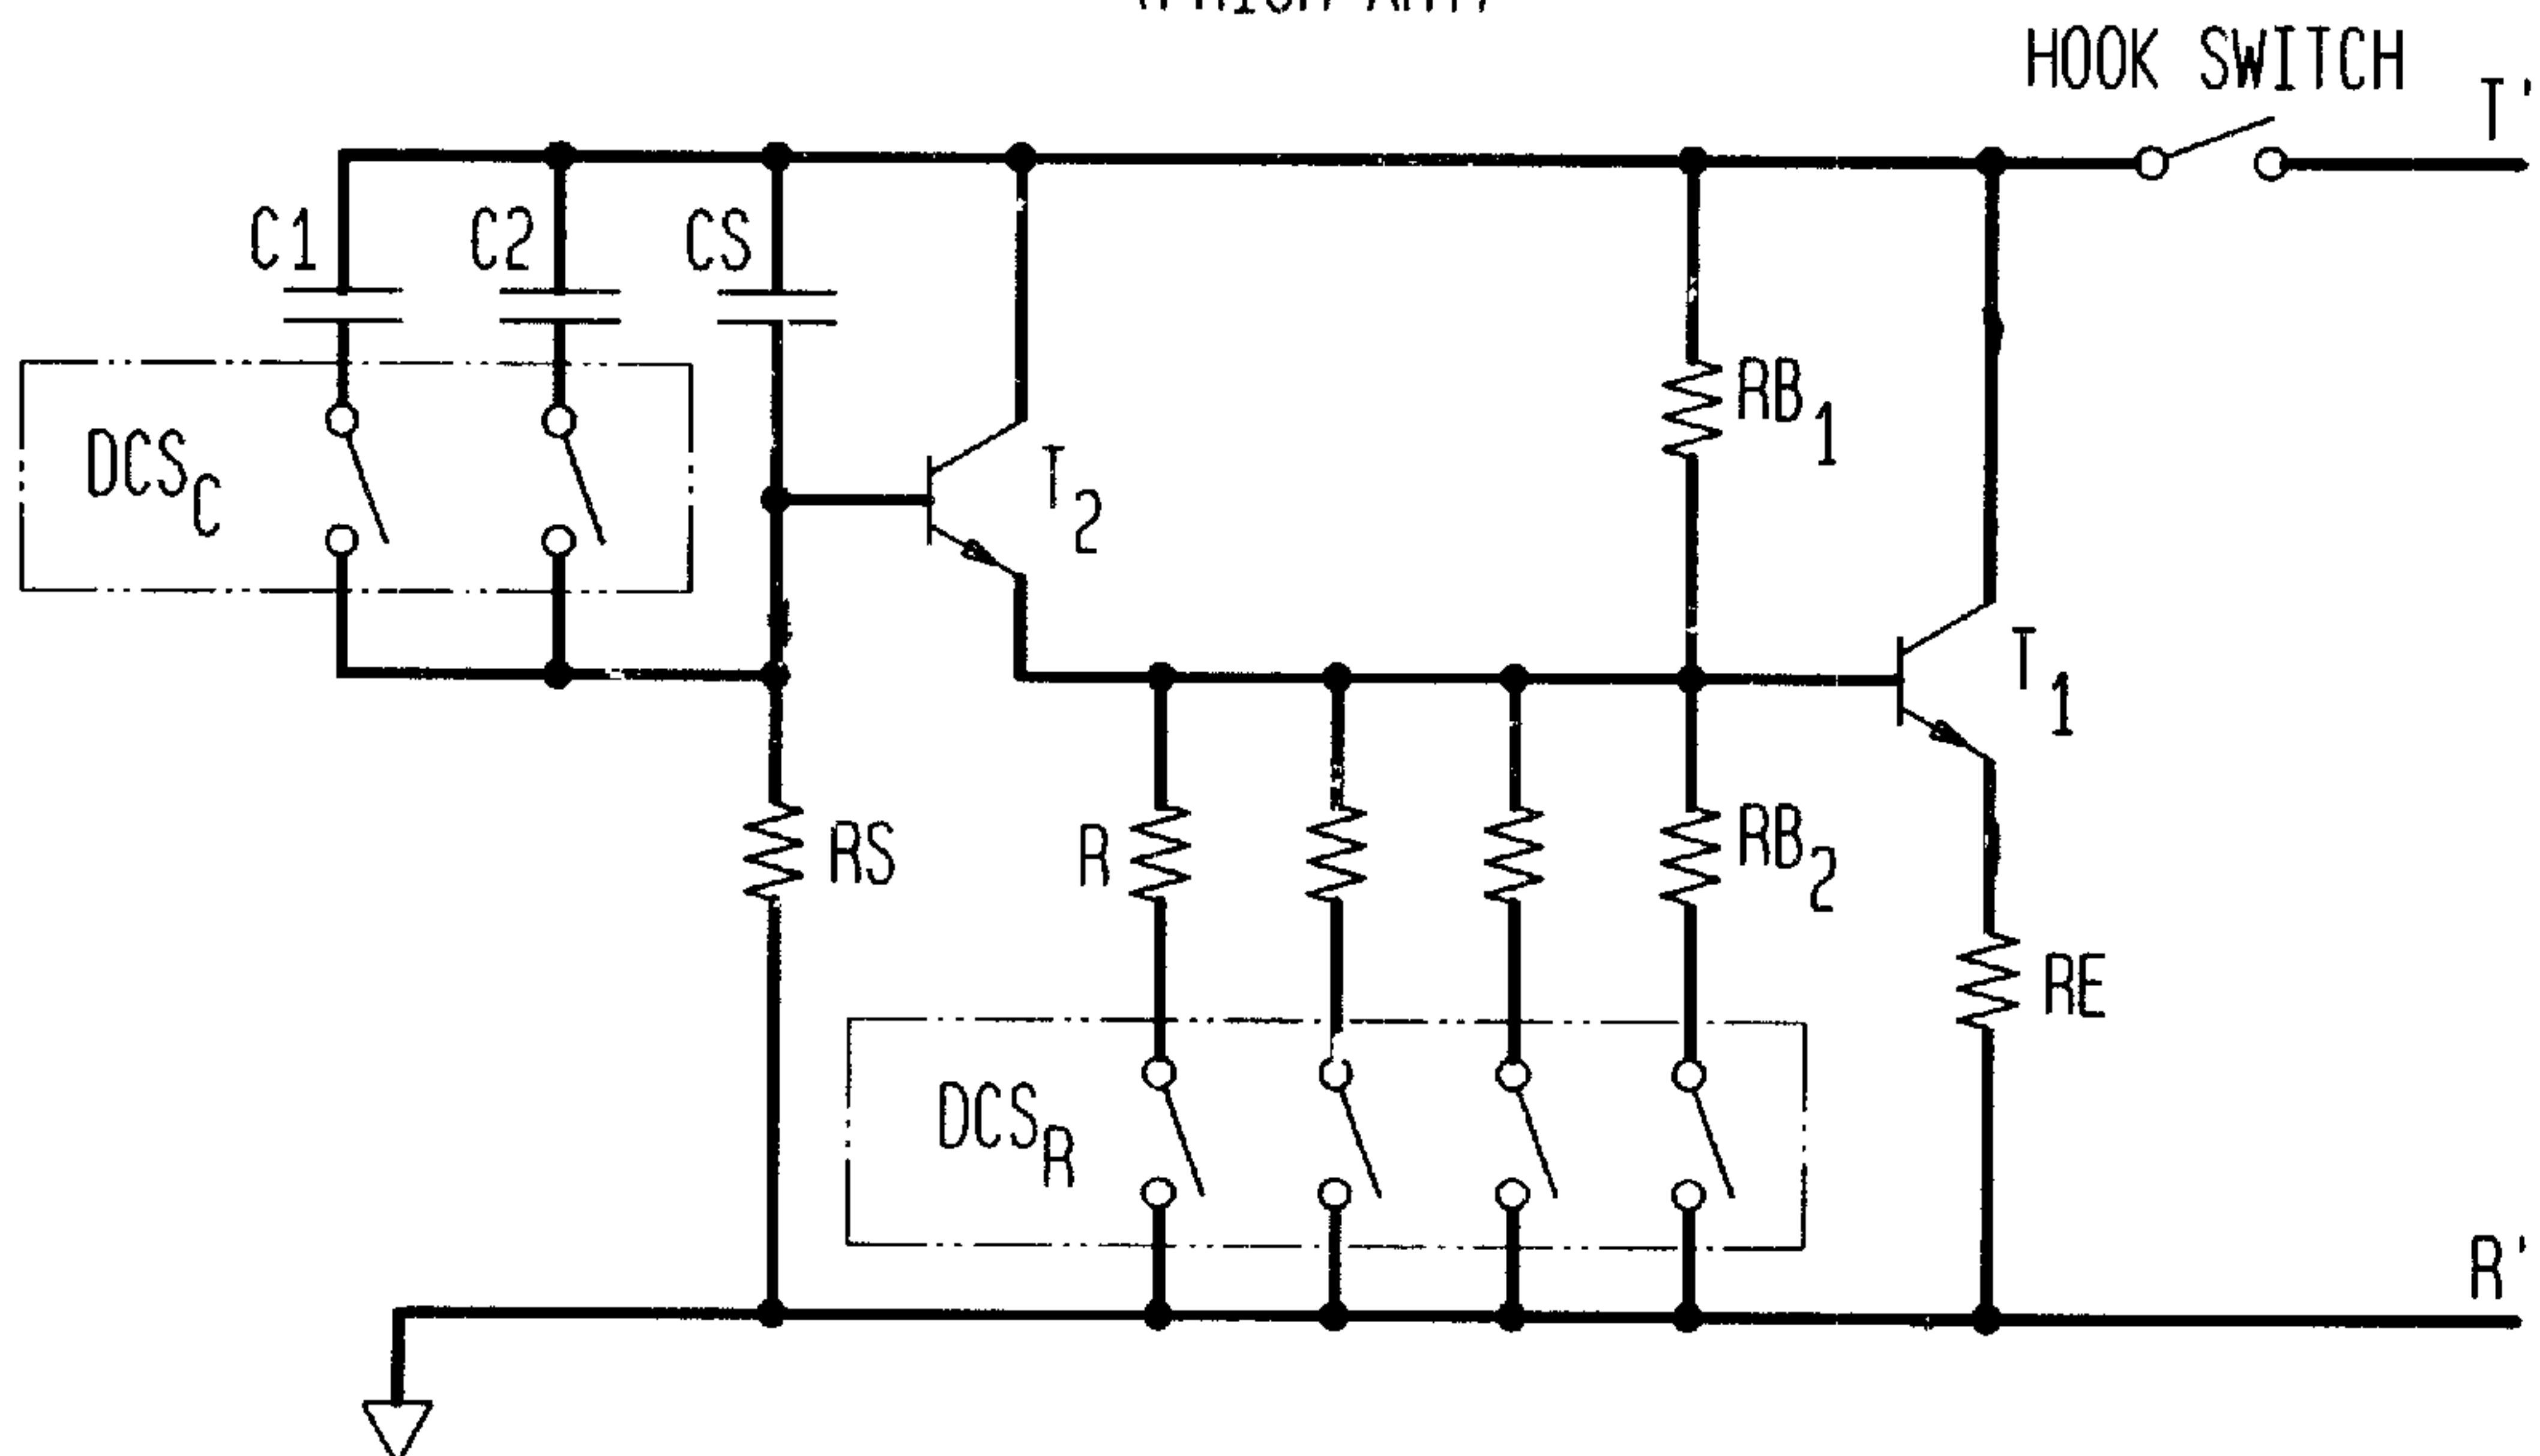 HOOK SWITCH
T'
C1
C2
CS
DCS_C
T_2
RB_1
T_1
RS
R
RB_2
RE
DCS_R
R'